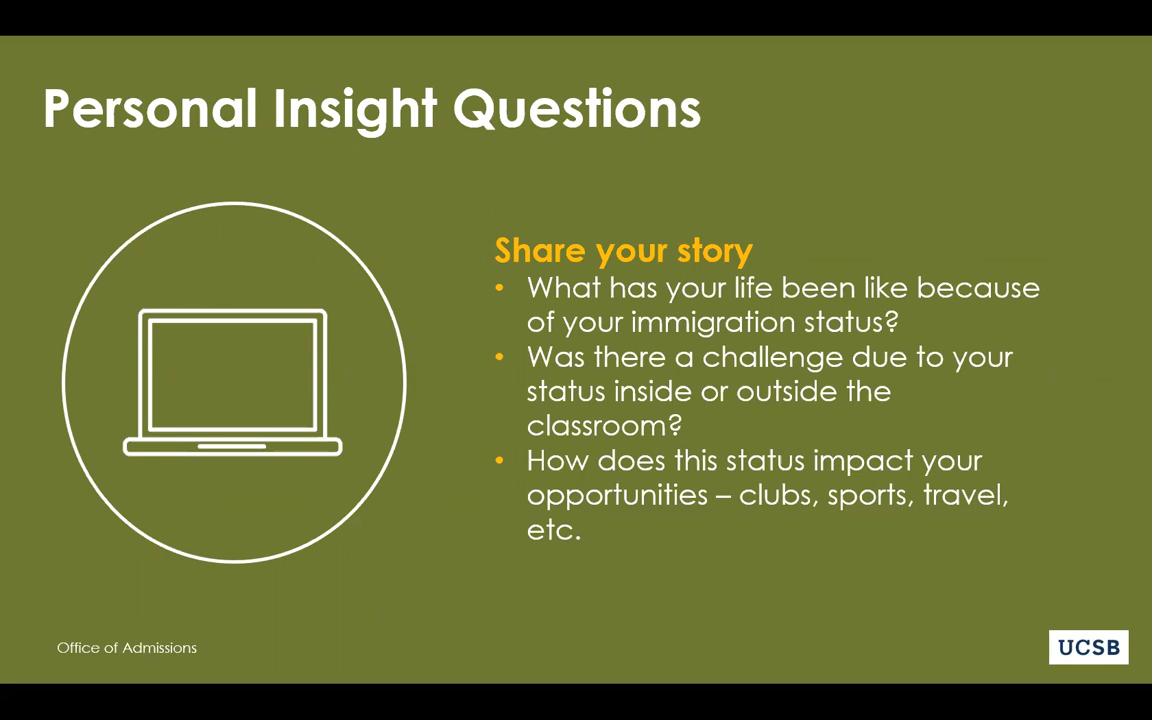 Personal Insight Questions
Share your story
• What has your life been like because
of your immigration status?
• Was there a challenge due to your
status inside or outside the
classroom?
• How does this status impact your
opportunities – clubs, sports, travel,
etc.
Office of Admissions
UCSB